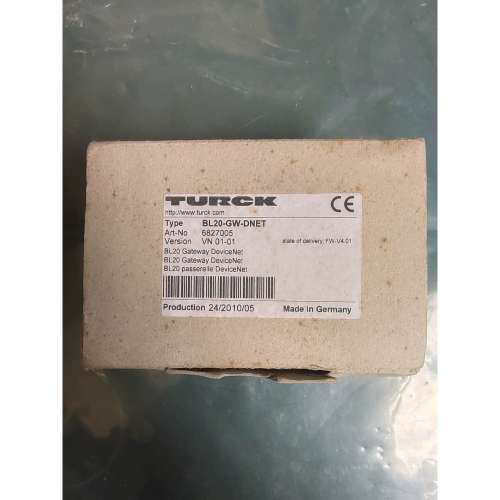 TURCK
CE
http://www.turck.com
Type BL20-GW-DNET
Art-No 6827005
Version VN 01-01 state of delivery: FW-V4.01
BL20 Gateway DeviceNet
BL20 Gateway DeviceNet
BL20 passerelle DeviceNet
Production 24/2010/05 Made in Germany